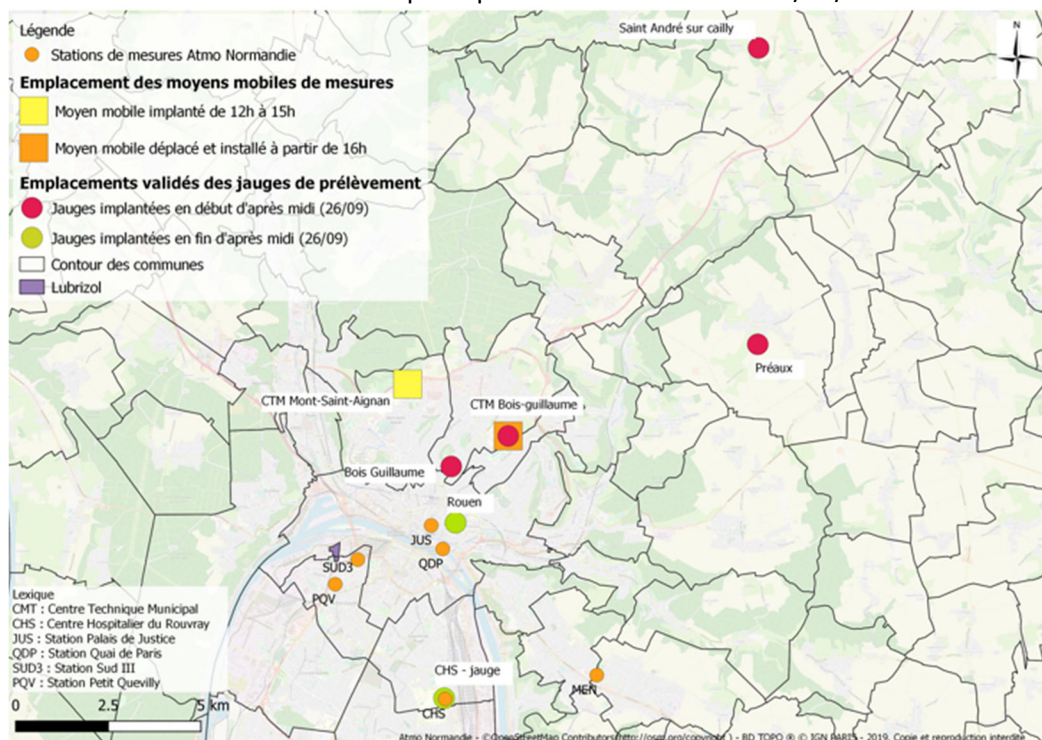 Légende
Stations de mesures Atmo Normandie
Emplacement des moyens mobiles de mesures
Moyen mobile implanté de 12h à 15h
Moyen mobile déplacé et installé à partir de 16h
Emplacements validés des jauges de prélèvement
Jauges implantées en début d'après midi (26/09)
Jauges implantées en fin d'après midi (26/09)
Contour des communes
Lubrizol
Saint André sur cailly
N
Préaux
CTM Mont-Saint-Aignan
CTM Bois-guillaume
Bois Guillaume
Rouen
JUS
QDP
SUD3
PQV
CHS - jauge
CHS
MEN
Lexique
CMT : Centre Technique Municipal
CHS : Centre Hospitalier du Rouvray
JUS : Station Palais de Justice
QDP : Station Quai de Paris
SUD3 : Station Sud III
PQV : Station Petit Quevilly
0 2.5 5 km
Atmo Normandie - ©OpenStreetMap Contributors(http://osm.org/copyright ) - BD TOPO ® © IGN PARIS - 2019, Copie et reproduction interdite